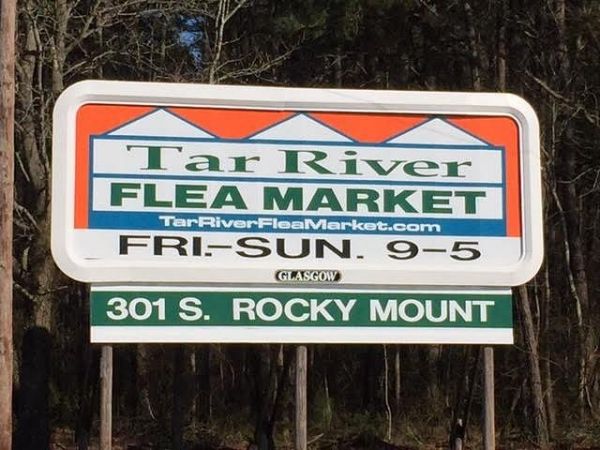 Tar River
FLEA MARKET
TarRiverFleaMarket.com
FRI.-SUN. 9-5
GLASGOW
301 S. ROCKY MOUNT